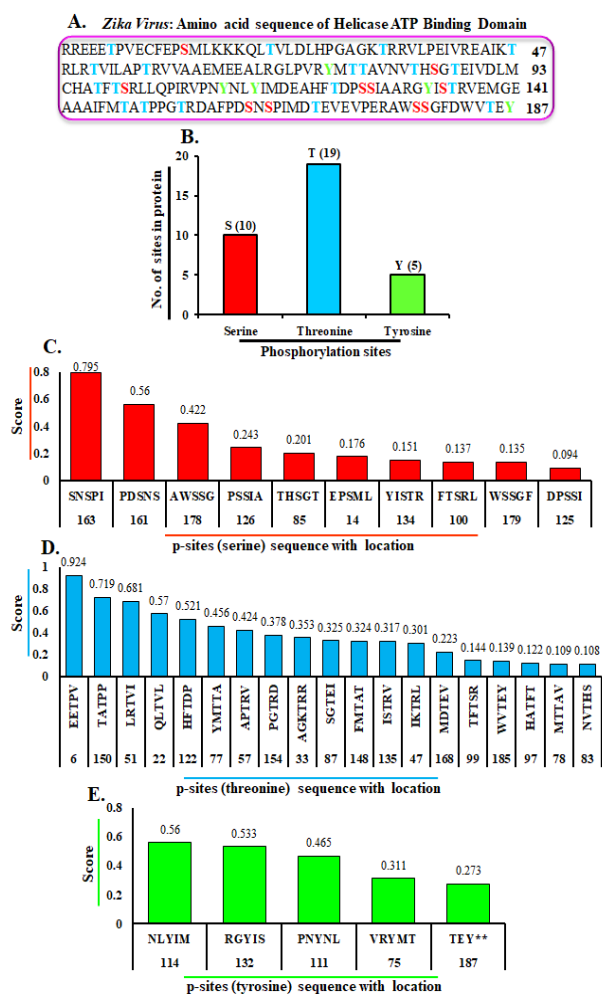 A. Zika Virus: Amino acid sequence of Helicase ATP Binding Domain
RREEETPVECFEPSMLKKKQLTVLDLHPGAGKTRRVLPEIVREAIKT 47
RLRTVILAPTRVVAAEMEEALRGLPVRYMTTAVNVTHSGTEIVDLM 93
CHATFTSRLLQPIRVPNYNLYIMDEAHFTDPSSIAARGYISTRVEMGE 141
AAAIFMTATPPGTRDAFPDSNSPIMDTEVEVPERAWSSGFDWVTEY 187
B.
No. of sites in protein
20
15
10
5
0
S (10)
T (19)
Y (5)
Serine Threonine Tyrosine
Phosphorylation sites
C.
Score
0.8
0.6
0.4
0.2
0
0.795 0.56 0.422 0.243 0.201 0.176 0.151 0.137 0.135 0.094
SNSPI PDSNS AWSSG PSSIA THSGT EPSML YISTR FTSRL WSSGF DPSSI
163 161 178 126 85 14 134 100 179 125
p-sites (serine) sequence with location
D.
Score
1
0.8
0.6
0.4
0.2
0
0.924 0.719 0.681 0.57 0.521 0.456 0.424 0.378 0.353 0.325 0.324 0.317 0.301 0.223 0.144 0.139 0.122 0.109 0.108
EETPV TATPP LRTVI QLTVL HFTDP YMTTA APTRV PGTRD AGKTRR SGTEI FMTAT ISTRV IKTRL MDTEV TFTSR WVTEY HATFT MTTAV NVTHS
6 150 51 22 122 77 57 154 33 87 148 135 47 168 99 185 97 78 83
p-sites (threonine) sequence with location
E.
Score
0.8
0.6
0.4
0.2
0
0.56 0.533 0.465 0.311 0.273
NLYIM RGYIS PNYNL VRYMT TEY**
114 132 111 75 187
p-sites (tyrosine) sequence with location